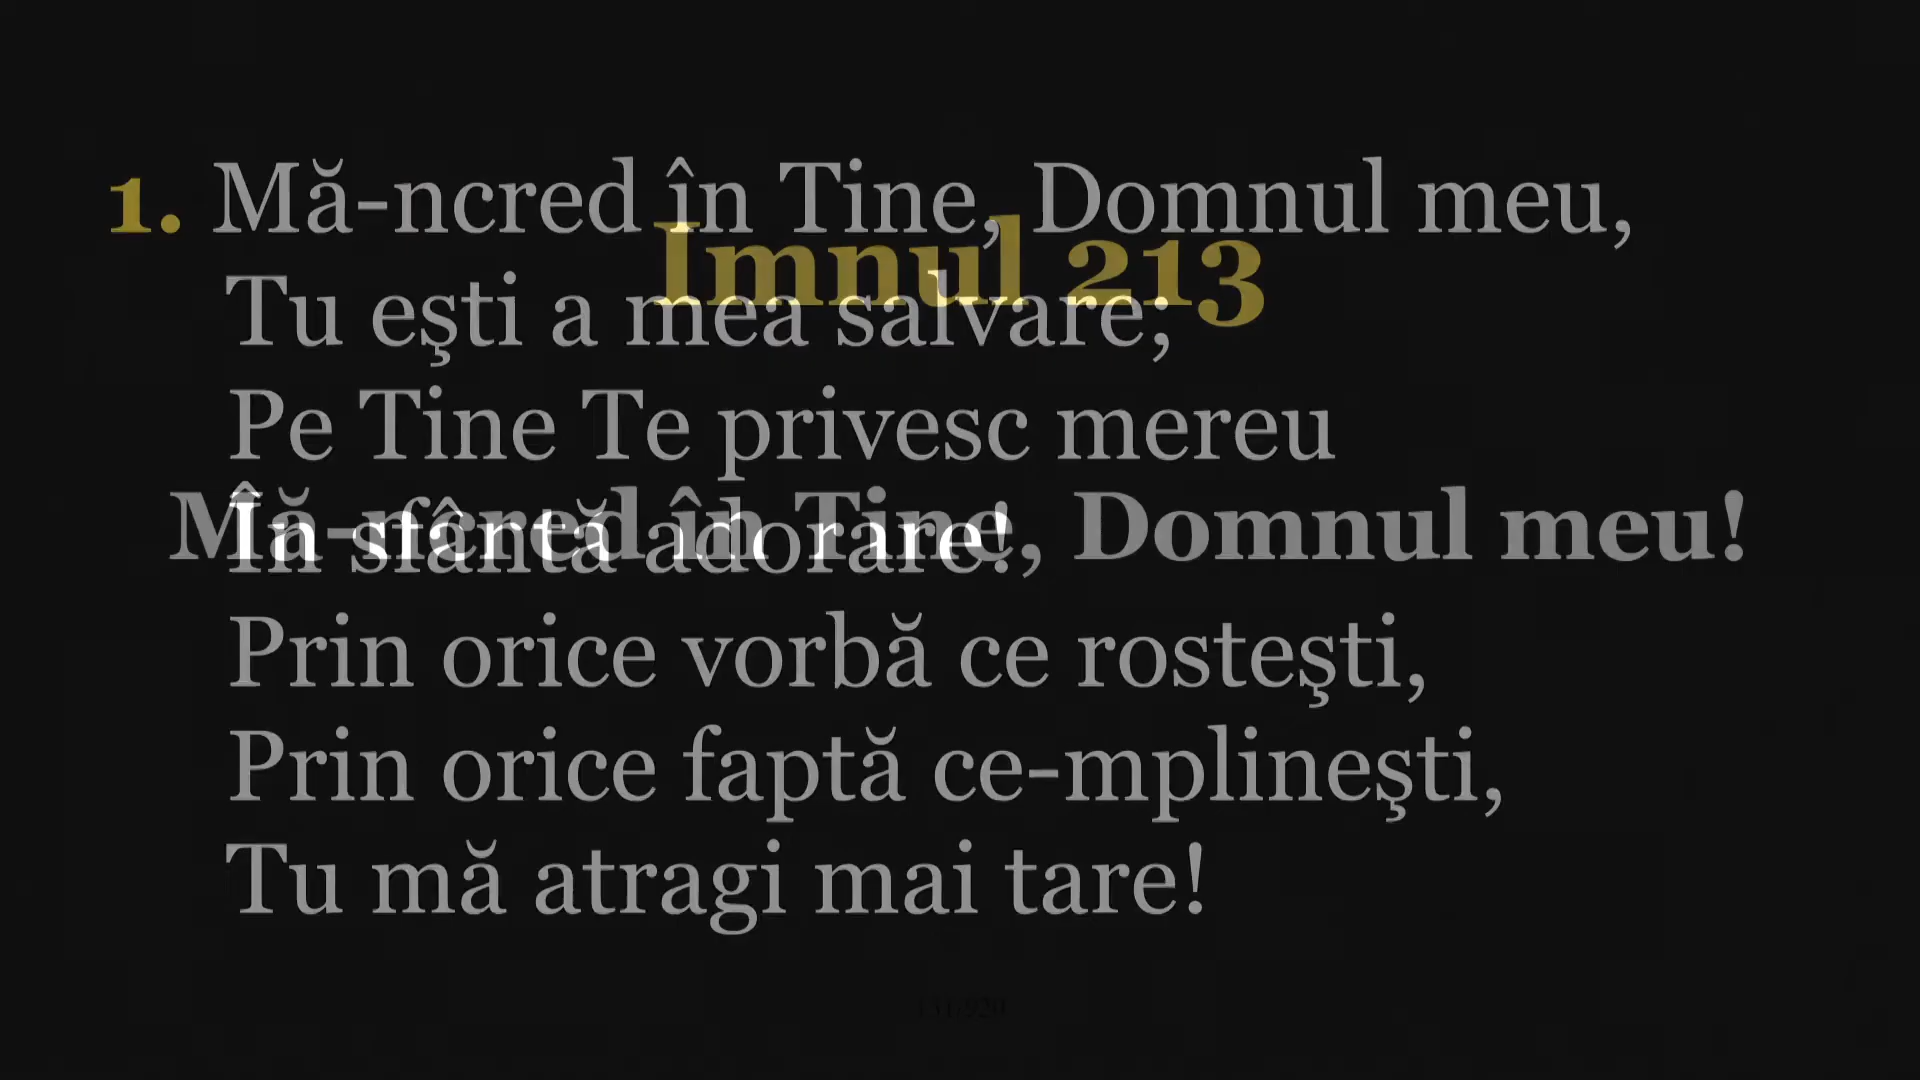 Imnul 213
Mă-ncred în Tine, Domnul meu!
1. Mă-ncred în Tine, Domnul meu,
Tu eşti a mea salvare;
Pe Tine Te privesc mereu
În sfântă adorare!
Prin orice vorbă ce rosteşti,
Prin orice faptă ce-mplineşti,
Tu mă atragi mai tare!